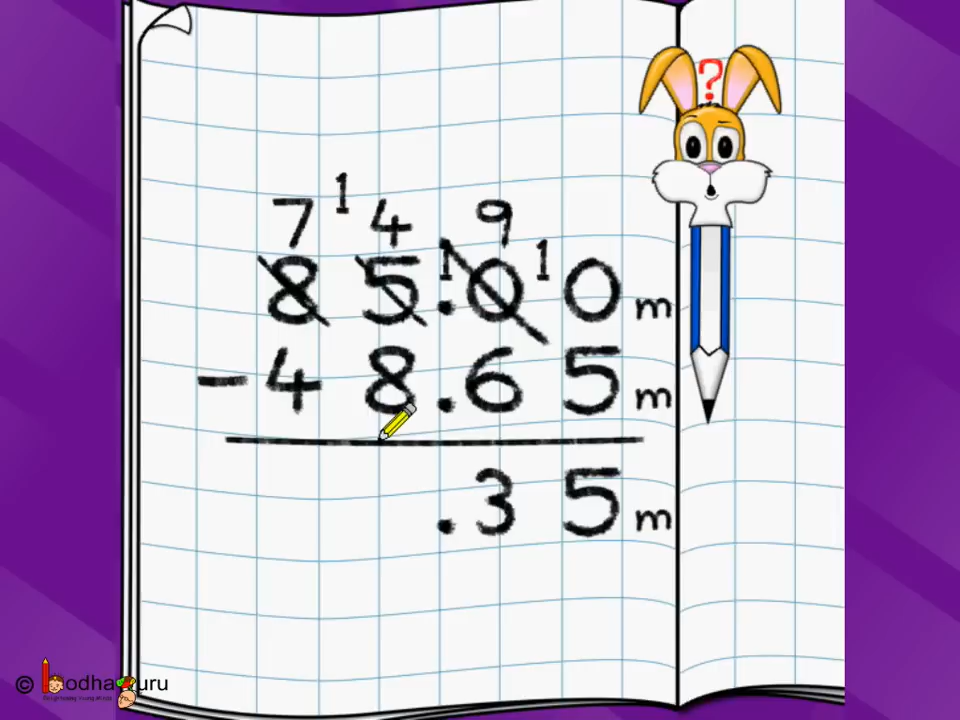 ?
7 1 4 9
8 5 . 1 0 1 0 m
- 4 8 . 6 5 m
. 3 5 m
© bodhaguru